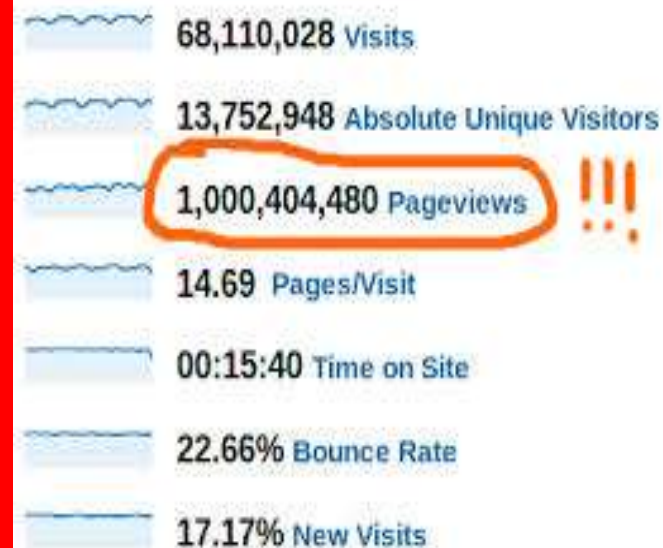 68,110,028 Visits
13,752,948 Absolute Unique Visitors
1,000,404,480 Pageviews !!!
14.69 Pages/Visit
00:15:40 Time on Site
22.66% Bounce Rate
17.17% New Visits